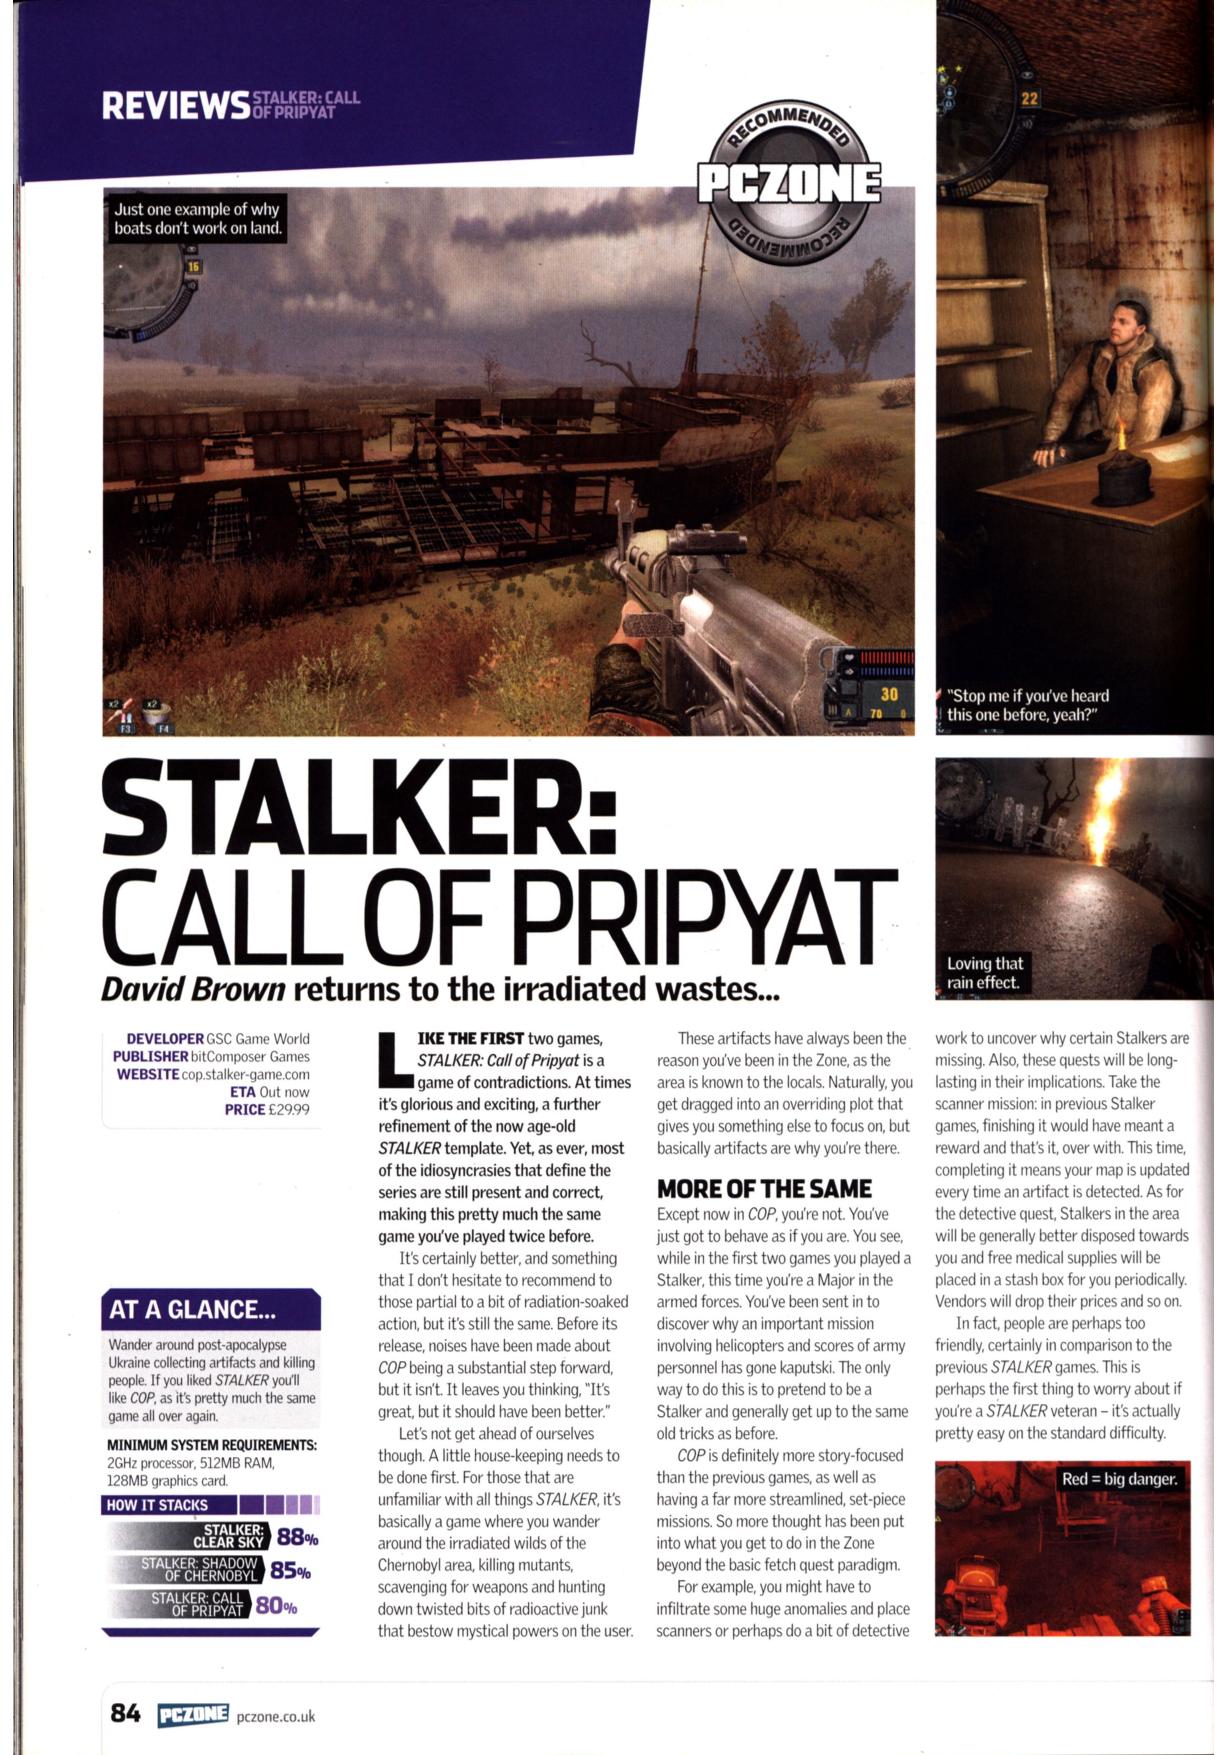 REVIEWS STALKER: CALL
OF PRIPYAT
RECOMMENDED
PCZONE
RECOMMENDED
Just one example of why
boats don't work on land.
16
x2
x2
F3
F4
30
A
70
0
22
"Stop me if you've heard
this one before, yeah?"
STALKER:
CALL OF PRIPYAT
David Brown returns to the irradiated wastes...
Loving that
rain effect.
DEVELOPER GSC Game World
PUBLISHER bitComposer Games
WEBSITE cop.stalker-game.com
ETA Out now
PRICE £29.99
AT A GLANCE...
Wander around post-apocalypse
Ukraine collecting artifacts and killing
people. If you liked STALKER you'll
like COP, as it's pretty much the same
game all over again.
MINIMUM SYSTEM REQUIREMENTS:
2GHz processor, 512MB RAM,
128MB graphics card.
HOW IT STACKS
STALKER:
CLEAR SKY 88%
STALKER: SHADOW
OF CHERNOBYL 85%
STALKER: CALL
OF PRIPYAT 80%
LIKE THE FIRST two games,
STALKER: Call of Pripyat is a
game of contradictions. At times
it's glorious and exciting, a further
refinement of the now age-old
STALKER template. Yet, as ever, most
of the idiosyncrasies that define the
series are still present and correct,
making this pretty much the same
game you've played twice before.
It's certainly better, and something
that I don't hesitate to recommend to
those partial to a bit of radiation-soaked
action, but it's still the same. Before its
release, noises have been made about
COP being a substantial step forward,
but it isn't. It leaves you thinking, "It's
great, but it should have been better."
Let's not get ahead of ourselves
though. A little house-keeping needs to
be done first. For those that are
unfamiliar with all things STALKER, it's
basically a game where you wander
around the irradiated wilds of the
Chernobyl area, killing mutants,
scavenging for weapons and hunting
down twisted bits of radioactive junk
that bestow mystical powers on the user.
These artifacts have always been the
reason you've been in the Zone, as the
area is known to the locals. Naturally, you
get dragged into an overriding plot that
gives you something else to focus on, but
basically artifacts are why you're there.
MORE OF THE SAME
Except now in COP, you're not. You've
just got to behave as if you are. You see,
while in the first two games you played a
Stalker, this time you're a Major in the
armed forces. You've been sent in to
discover why an important mission
involving helicopters and scores of army
personnel has gone kaputski. The only
way to do this is to pretend to be a
Stalker and generally get up to the same
old tricks as before.
COP is definitely more story-focused
than the previous games, as well as
having a far more streamlined, set-piece
missions. So more thought has been put
into what you get to do in the Zone
beyond the basic fetch quest paradigm.
For example, you might have to
infiltrate some huge anomalies and place
scanners or perhaps do a bit of detective
work to uncover why certain Stalkers are
missing. Also, these quests will be long-
lasting in their implications. Take the
scanner mission: in previous Stalker
games, finishing it would have meant a
reward and that's it, over with. This time,
completing it means your map is updated
every time an artifact is detected. As for
the detective quest, Stalkers in the area
will be generally better disposed towards
you and free medical supplies will be
placed in a stash box for you periodically.
Vendors will drop their prices and so on.
In fact, people are perhaps too
friendly, certainly in comparison to the
previous STALKER games. This is
perhaps the first thing to worry about if
you're a STALKER veteran – it's actually
pretty easy on the standard difficulty.
Red = big danger.
84 PCZONE pczone.co.uk